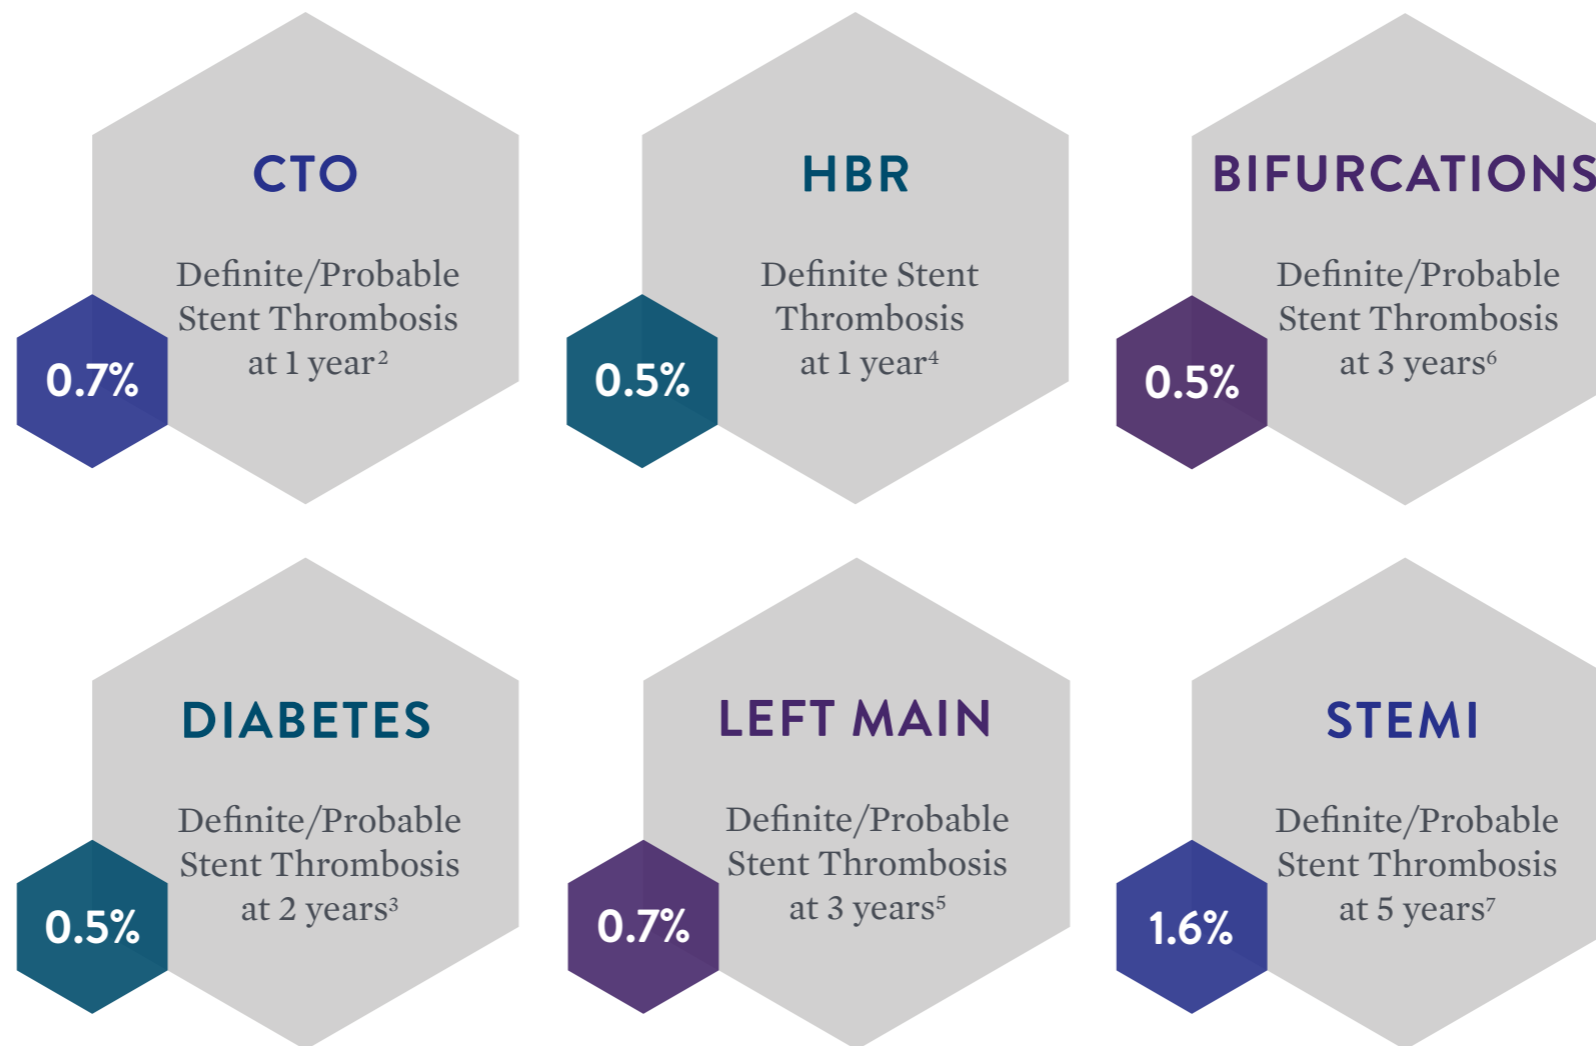 CTO
Definite/Probable
Stent Thrombosis
at 1 year²
0.7%
HBR
Definite Stent
Thrombosis
at 1 year⁴
0.5%
BIFURCATIONS
Definite/Probable
Stent Thrombosis
at 3 years⁶
0.5%
DIABETES
Definite/Probable
Stent Thrombosis
at 2 years³
0.5%
LEFT MAIN
Definite/Probable
Stent Thrombosis
at 3 years⁵
0.7%
STEMI
Definite/Probable
Stent Thrombosis
at 5 years⁷
1.6%